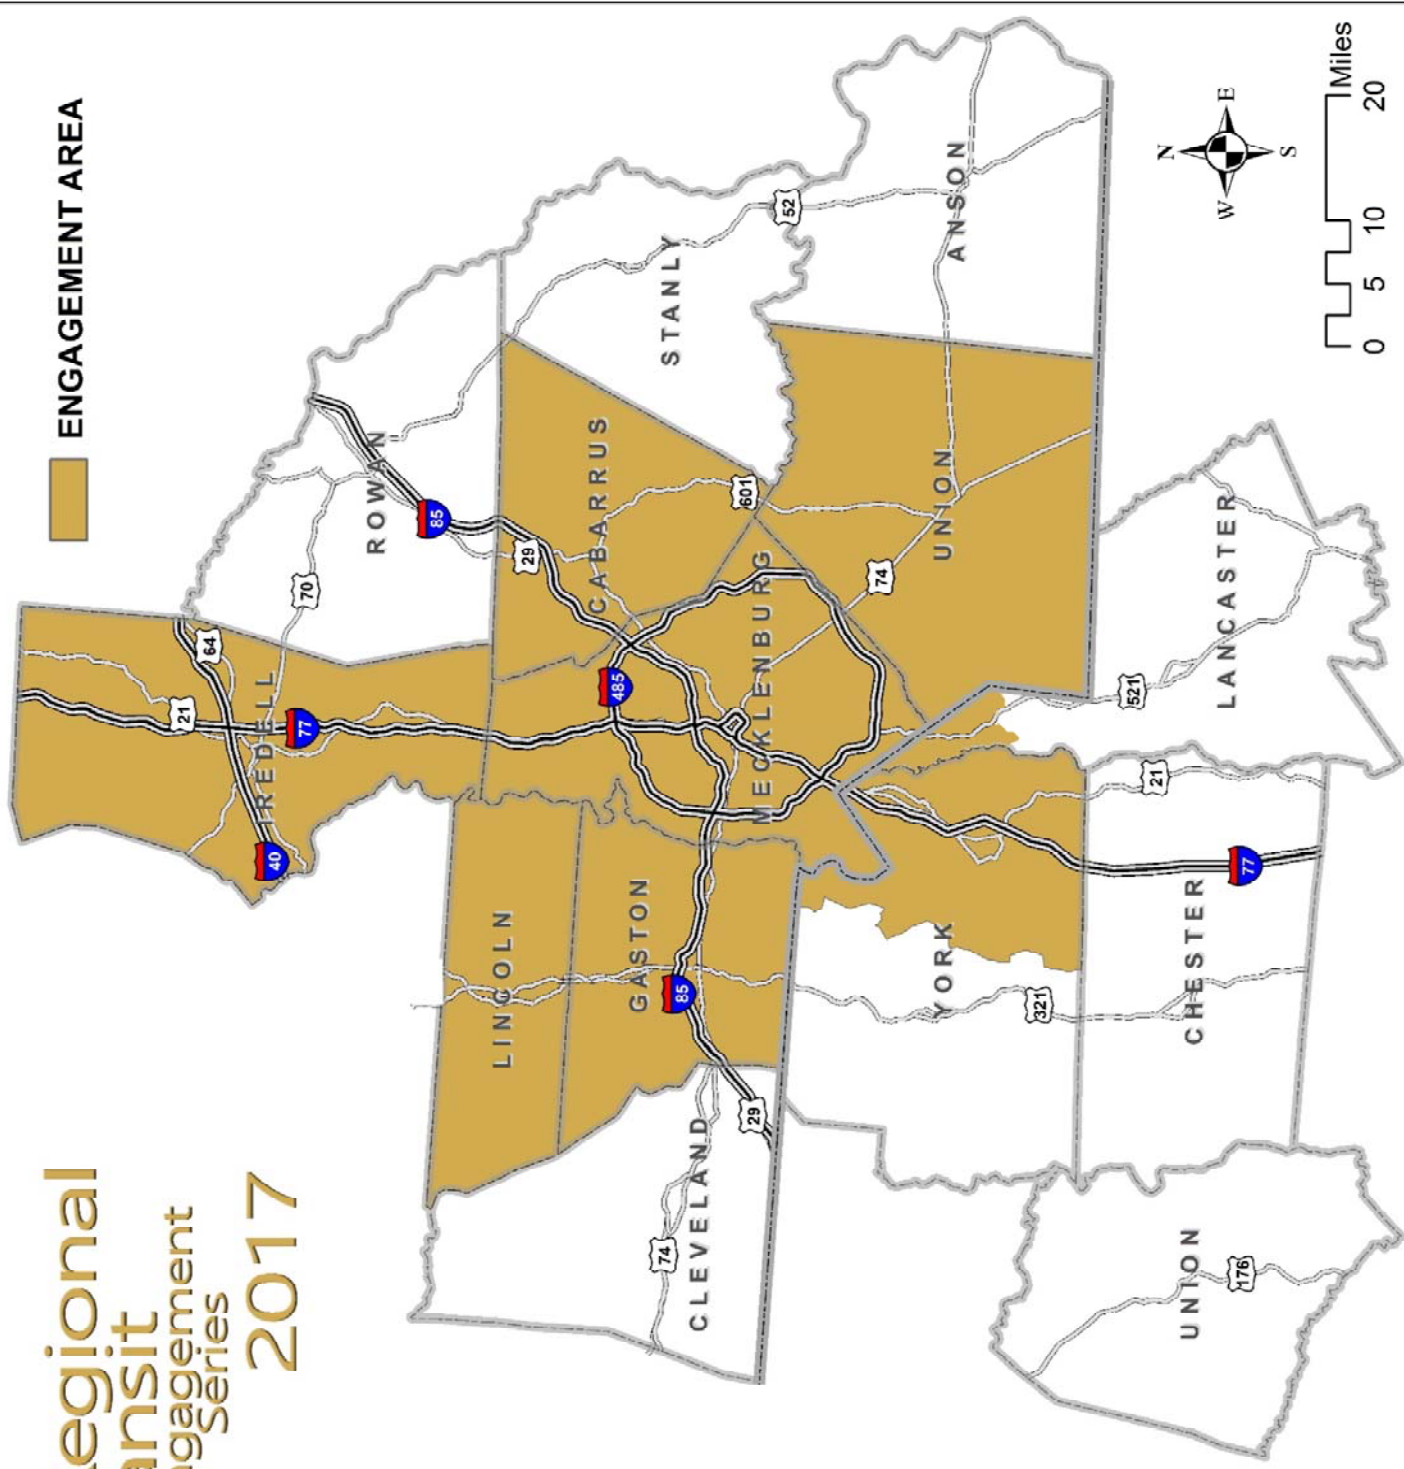 egional
ansit
ngagement
Series
2017
ENGAGEMENT AREA
IREDELL
ROWAN
LINCOLN
GASTON
CABARRUS
STANLY
CLEVELAND
MECKLENBURG
UNION
ANSON
YORK
LANCASTER
CHESTER
UNION
21
64
40
77
70
85
29
485
601
52
85
29
74
74
321
521
21
77
176
N
W
E
S
0
5
10
20
Miles